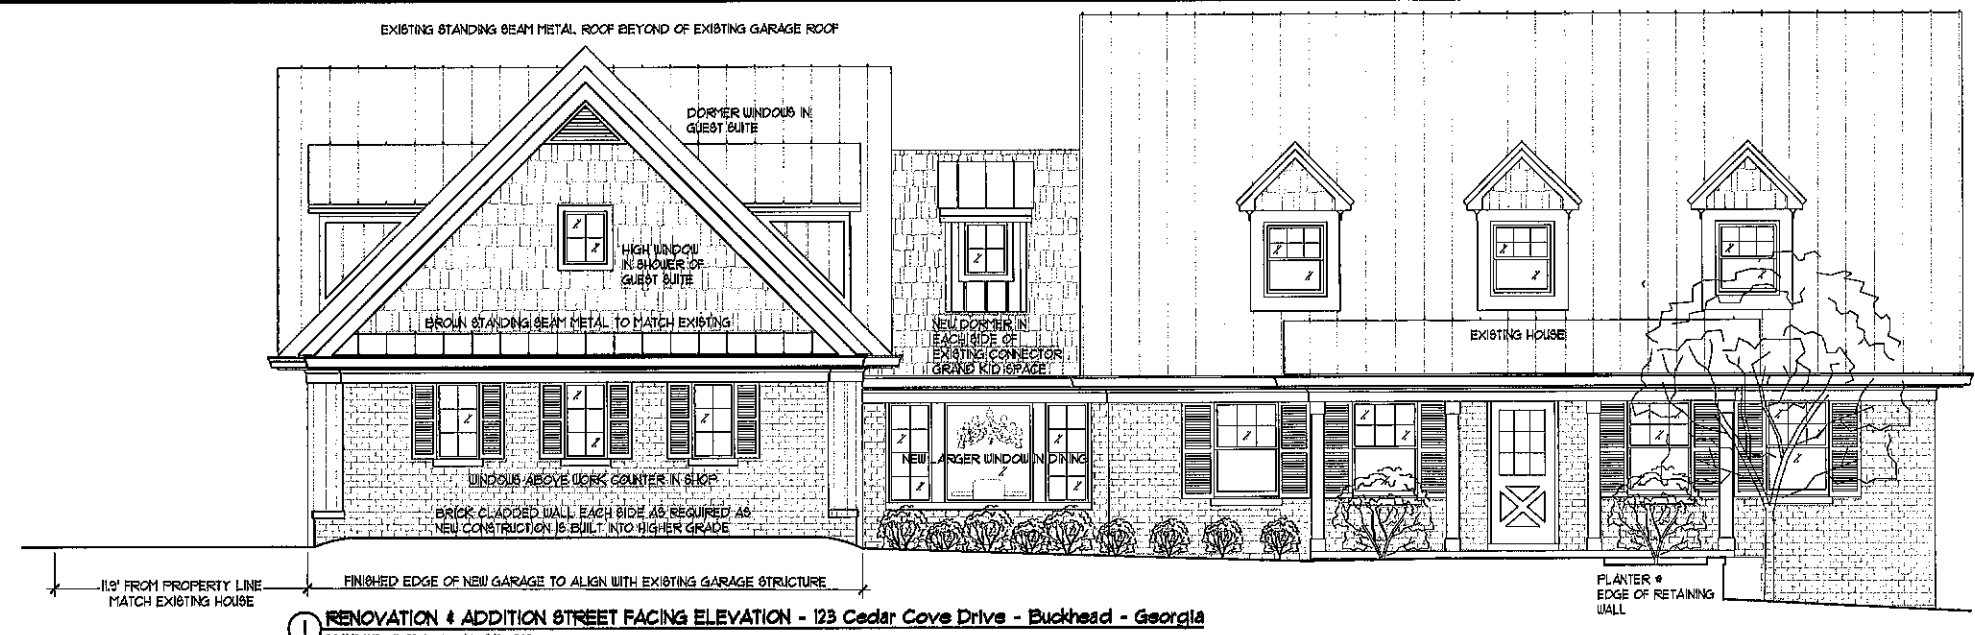 EXISTING STANDING SEAM METAL ROOF BEYOND OF EXISTING GARAGE ROOF
DORMER WINDOWS IN
GUEST SUITE
HIGH WINDOW
IN SHOWER OF
GUEST SUITE
BROWN STANDING SEAM METAL TO MATCH EXISTING
NEW DORMER IN
EACH SIDE OF
EXISTING CONNECTOR
GRAND KID SPACE
EXISTING HOUSE
NEW LARGER WINDOW IN DINING
WINDOWS ABOVE WORK COUNTER IN SHOP
BRICK CLADDED WALL EACH SIDE AS REQUIRED AS
NEW CONSTRUCTION IS BUILT INTO HIGHER GRADE
11.9' FROM PROPERTY LINE
MATCH EXISTING HOUSE
FINISHED EDGE OF NEW GARAGE TO ALIGN WITH EXISTING GARAGE STRUCTURE
PLANTER @
EDGE OF RETAINING
WALL
1 RENOVATION & ADDITION STREET FACING ELEVATION - 123 Cedar Cove Drive - Buckhead - Georgia